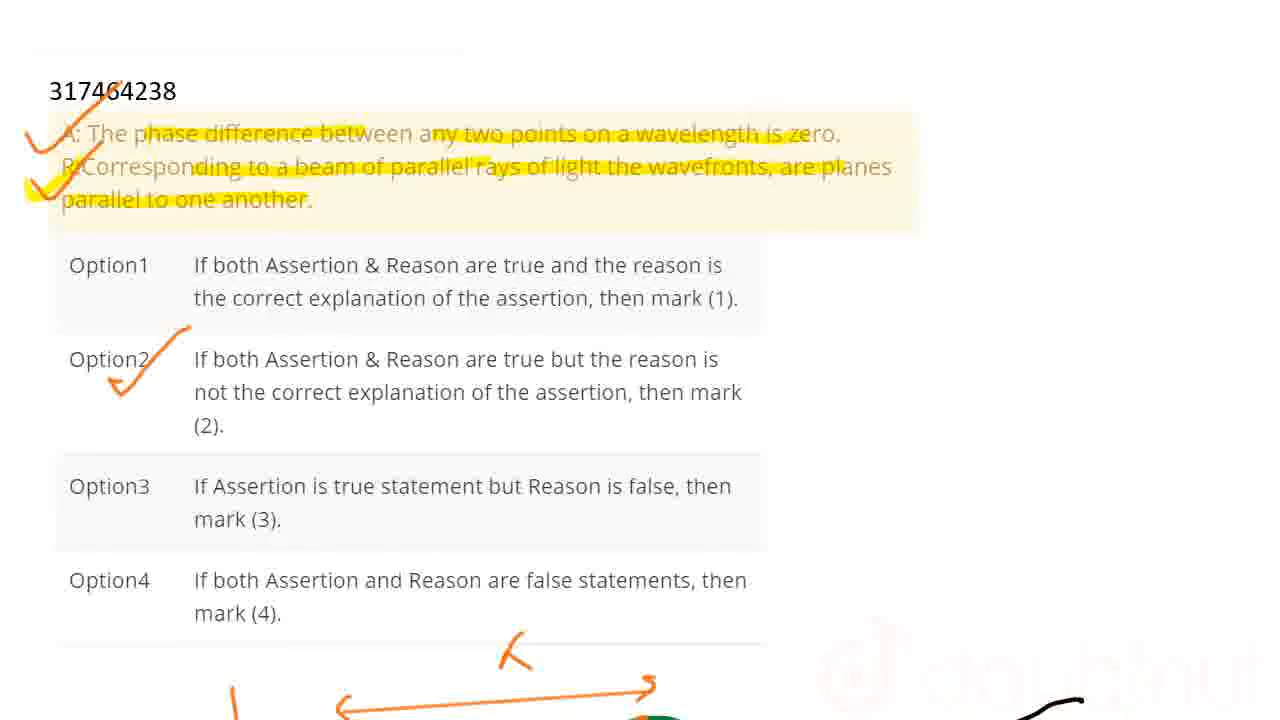 317464238
A: The phase difference between any two points on a wavelength is zero.
R:Corresponding to a beam of parallel rays of light the wavefronts, are planes
parallel to one another.
Option1 If both Assertion & Reason are true and the reason is
the correct explanation of the assertion, then mark (1).
Option2 If both Assertion & Reason are true but the reason is
not the correct explanation of the assertion, then mark
(2).
Option3 If Assertion is true statement but Reason is false, then
mark (3).
Option4 If both Assertion and Reason are false statements, then
mark (4).
doubtnut